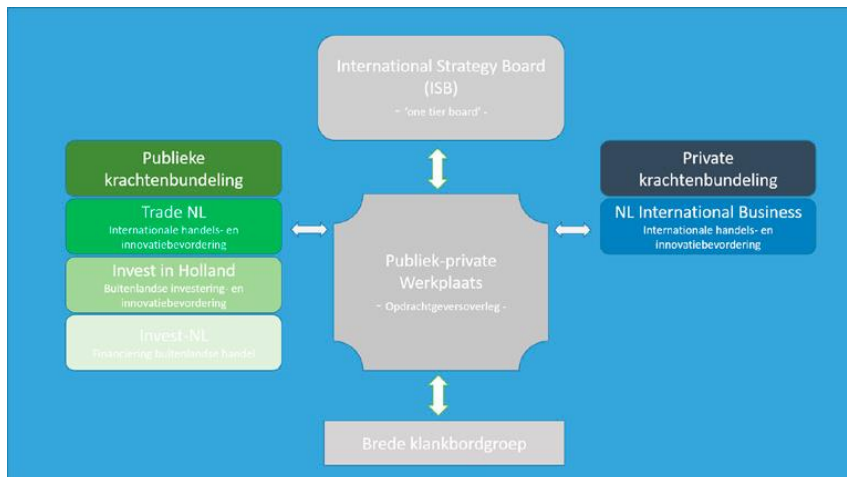 International Strategy Board
(ISB)
~ 'one tier board' -
Publieke
krachtenbundeling
Trade NL
Internationale handels- en
innovatiebevordering
Invest in Holland
Buitenlandse investering- en
innovatiebevordering
Invest-NL
Financiering buitenlandse handel
Publiek-private
Werkplaats
~ Opdrachtgeversoverleg -
Private
krachtenbundeling
NL International Business
Internationale handels- en
innovatiebevordering
Brede klankbordgroep